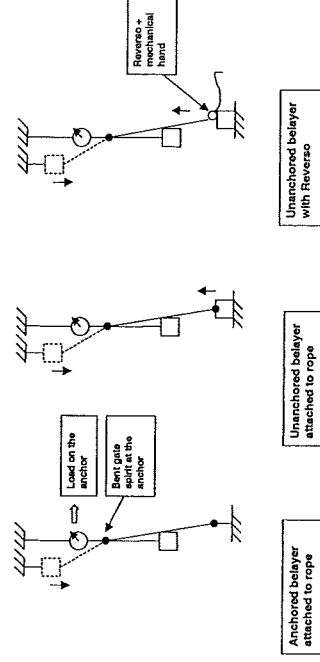 Load on the
anchor
Bent gate
spirit at the
anchor
Anchored belayer
attached to rope
Unanchored belayer
attached to rope
Reverso +
mechanical
hand
Unanchored belayer
with Reverso